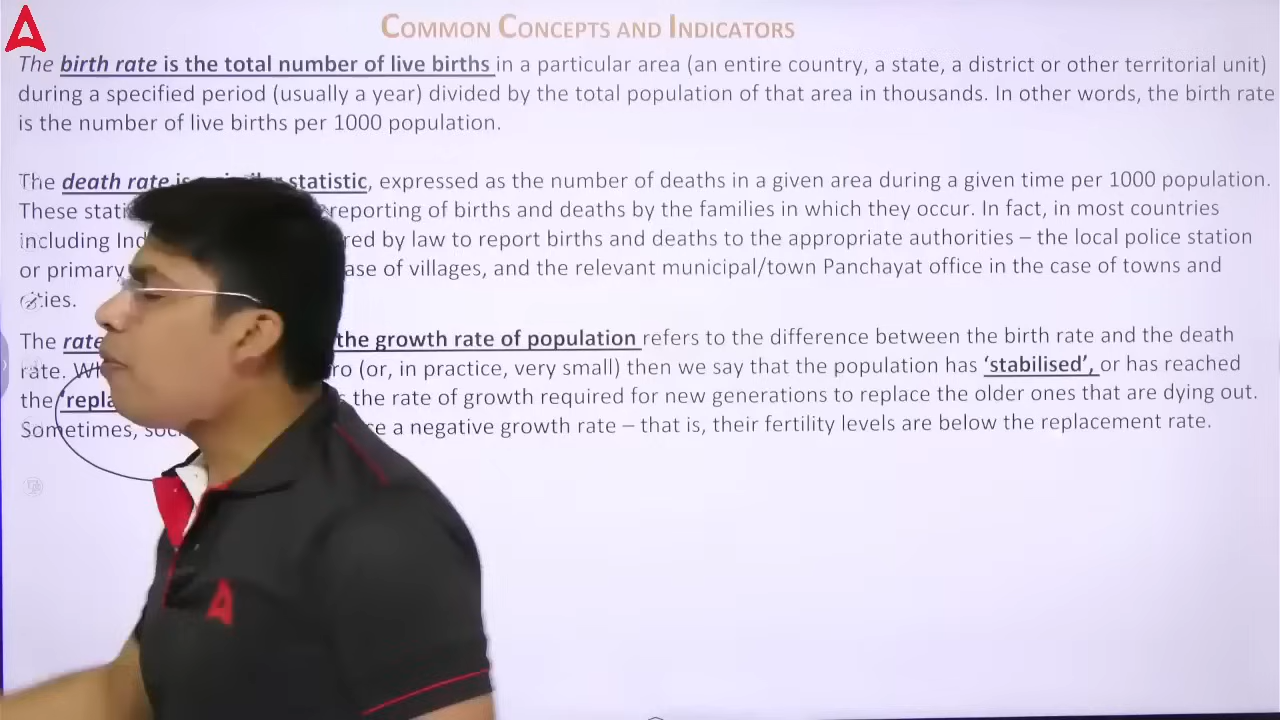 COMMON CONCEPTS AND INDICATORS
The birth rate is the total number of live births in a particular area (an entire country, a state, a district or other territorial unit)
during a specified period (usually a year) divided by the total population of that area in thousands. In other words, the birth rate
is the number of live births per 1000 population.
The death rate statistic, expressed as the number of deaths in a given area during a given time per 1000 population.
These reporting of births and deaths by the families in which they occur. In fact, in most countries
including by law to report births and deaths to the appropriate authorities – the local police station
or primary of villages, and the relevant municipal/town Panchayat office in the case of towns and
The rate the growth rate of population refers to the difference between the birth rate and the death
rate. (or, in practice, very small) then we say that the population has ‘stabilised’, or has reached
the the rate of growth required for new generations to replace the older ones that are dying out.
Sometimes, a negative growth rate – that is, their fertility levels are below the replacement rate.